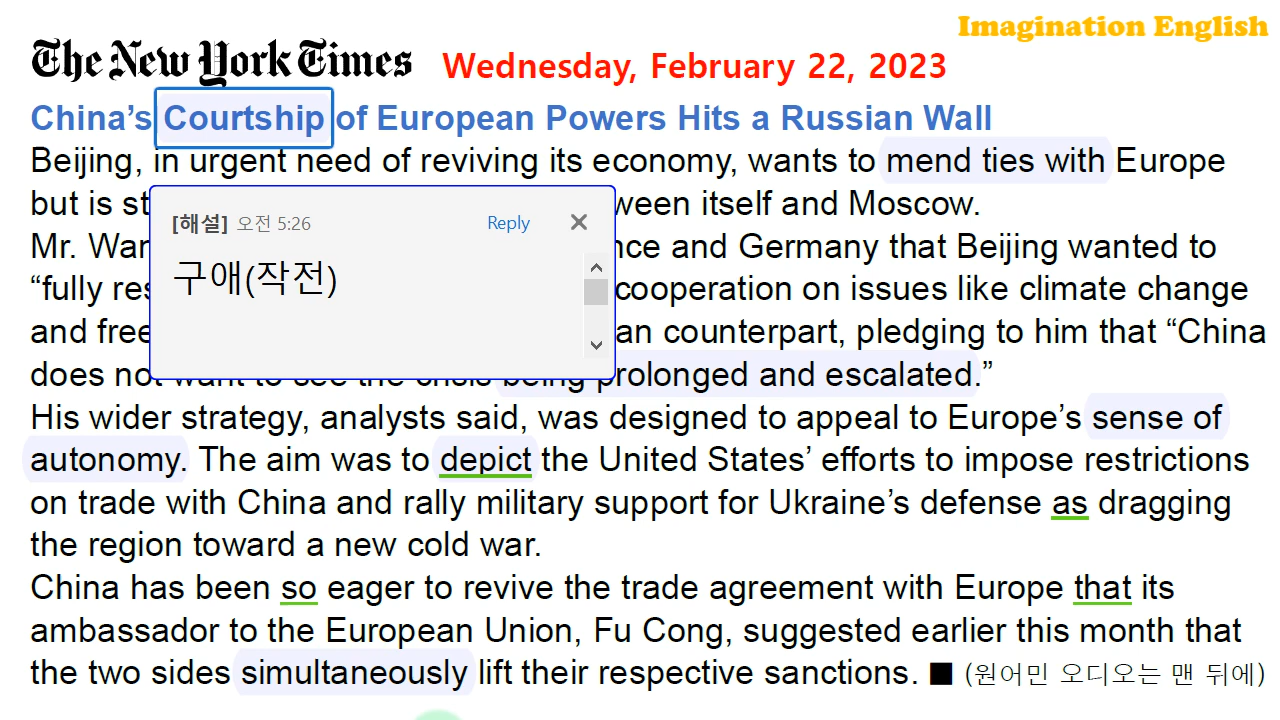 Imagination English
The New York Times Wednesday, February 22, 2023
China's Courtship of European Powers Hits a Russian Wall
Beijing, in urgent need of reviving its economy, wants to mend ties with Europe
but is itself and Moscow.
Mr. and Germany that Beijing wanted to
“fully cooperation on issues like climate change
and counterpart, pledging to him that “China
does not want to see the crisis being prolonged and escalated.”
[해설] 오전 5:26 Reply
구애(작전)
His wider strategy, analysts said, was designed to appeal to Europe’s sense of
autonomy. The aim was to depict the United States’ efforts to impose restrictions
on trade with China and rally military support for Ukraine’s defense as dragging
the region toward a new cold war.
China has been so eager to revive the trade agreement with Europe that its
ambassador to the European Union, Fu Cong, suggested earlier this month that
the two sides simultaneously lift their respective sanctions. ■ (원어민 오디오는 맨 뒤에)